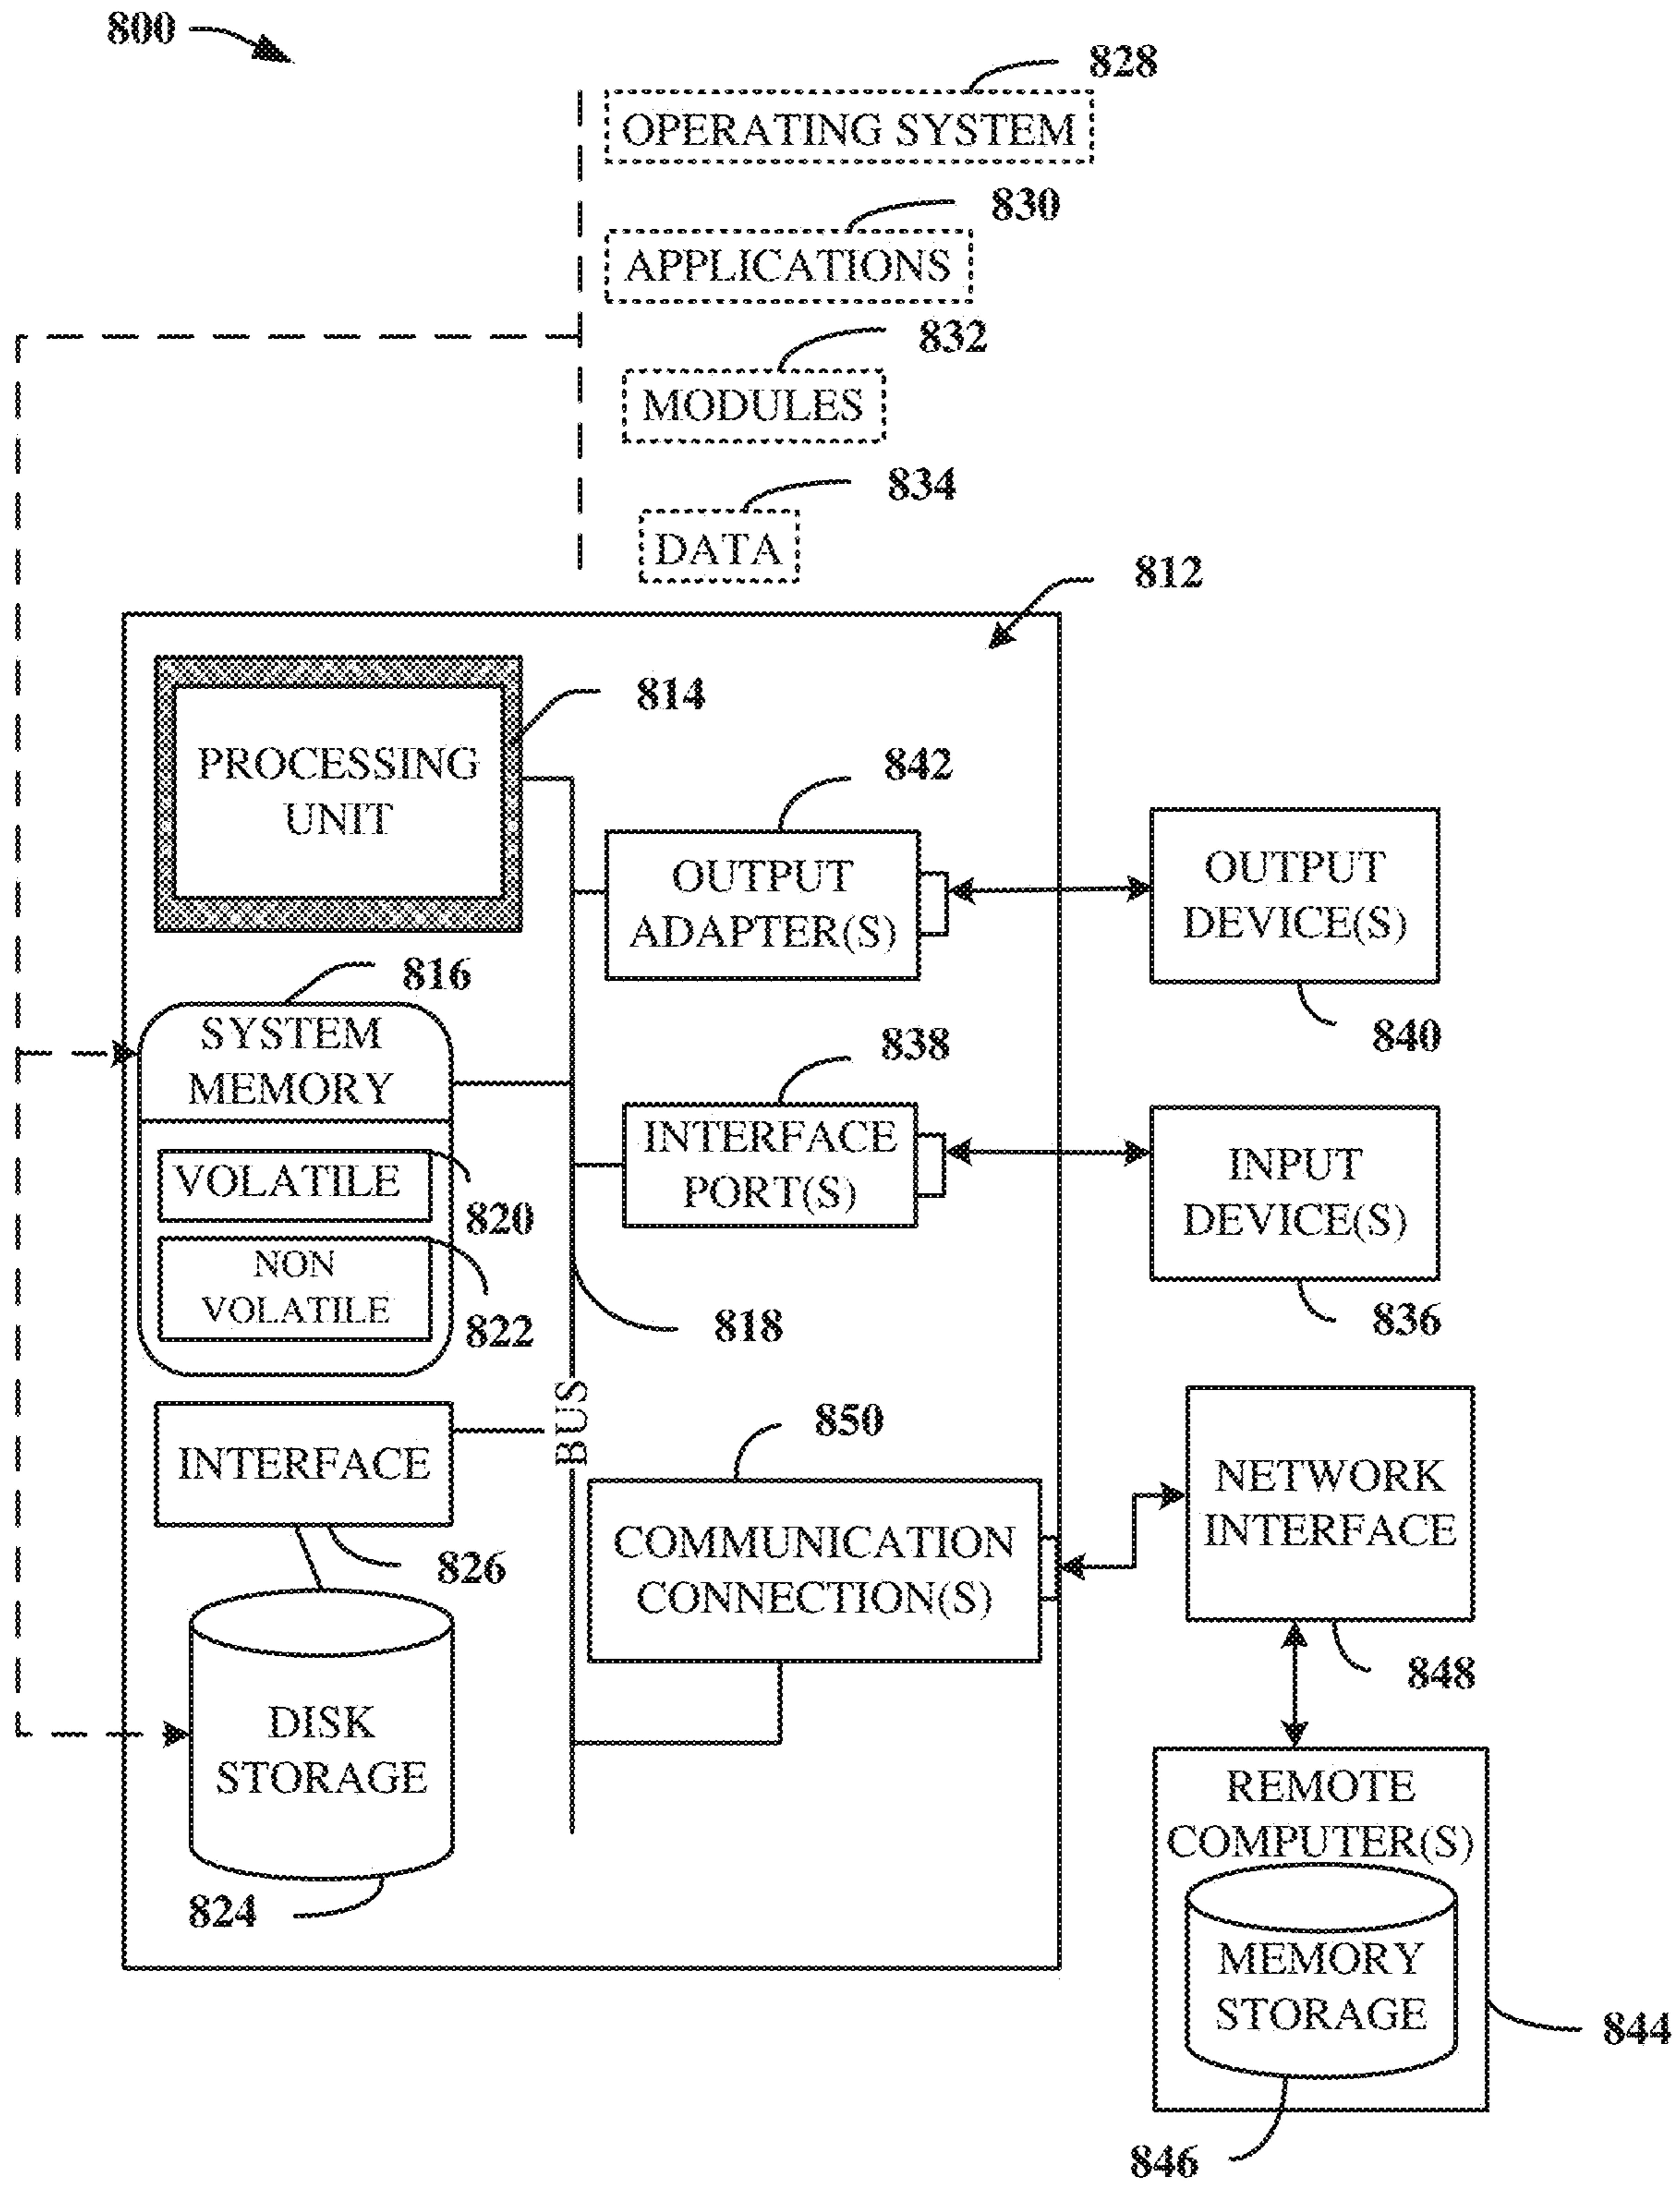 800
828
OPERATING SYSTEM
830
APPLICATIONS
832
MODULES
834
DATA
812
814
PROCESSING
UNIT
842
OUTPUT
ADAPTER(S)
OUTPUT
DEVICE(S)
840
816
SYSTEM
MEMORY
838
INTERFACE
PORT(S)
INPUT
DEVICE(S)
836
VOLATILE
820
NON
VOLATILE
822
818
BUS
INTERFACE
826
850
COMMUNICATION
CONNECTION(S)
NETWORK
INTERFACE
848
DISK
STORAGE
824
REMOTE
COMPUTER(S)
MEMORY
STORAGE
844
846